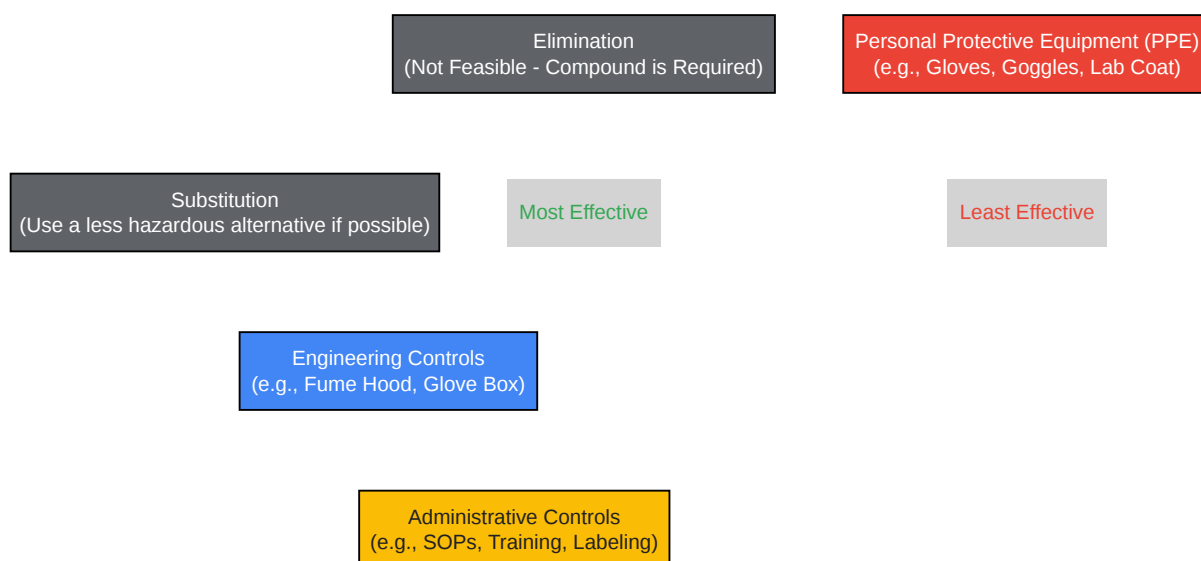 Elimination
(Not Feasible - Compound is Required)
Personal Protective Equipment (PPE)
(e.g., Gloves, Goggles, Lab Coat)
Substitution
(Use a less hazardous alternative if possible)
Most Effective
Least Effective
Engineering Controls
(e.g., Fume Hood, Glove Box)
Administrative Controls
(e.g., SOPs, Training, Labeling)